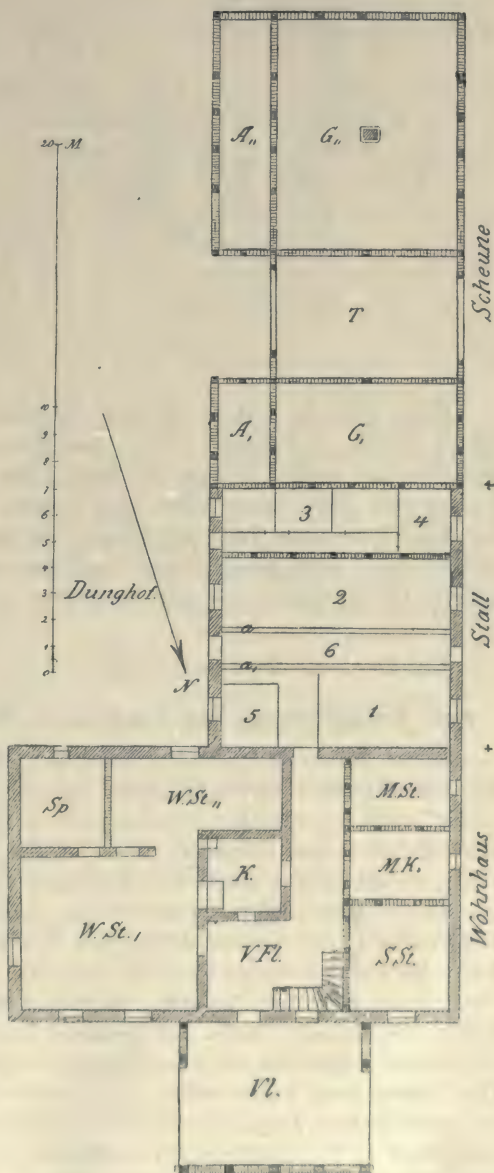 A,,
G,,
20 M
Scheune
T
10
9
8
7
6
5
4
3
2
1
0
A,
G,
3
4
Dunghof.
2
Stall
a
6
a,
N
5
1
Sp
W.St.,,
M.St.
K.
M.K.
Wohnhaus
W.St.,
V.Fl.
S.St.
Vl.